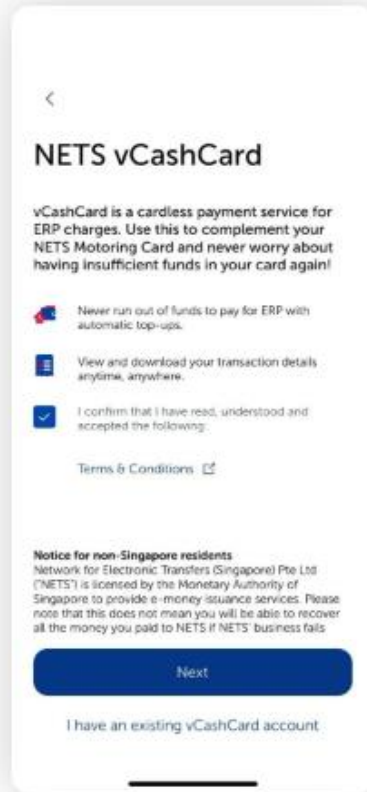 NETS vCashCard
vCashCard is a cardless payment service for
ERP charges. Use this to complement your
NETS Motoring Card and never worry about
having insufficient funds in your card again!
Never run out of funds to pay for ERP with
automatic top-ups.
View and download your transaction details
anytime, anywhere.
I confirm that I have read, understood and
accepted the following:
Terms & Conditions
Notice for non-Singapore residents
Network for Electronic Transfers (Singapore) Pte Ltd
("NETS") is licensed by the Monetary Authority of
Singapore to provide e-money issuance services. Please
note that this does not mean you will be able to recover
all the money you paid to NETS if NETS' business fails
Next
I have an existing vCashCard account